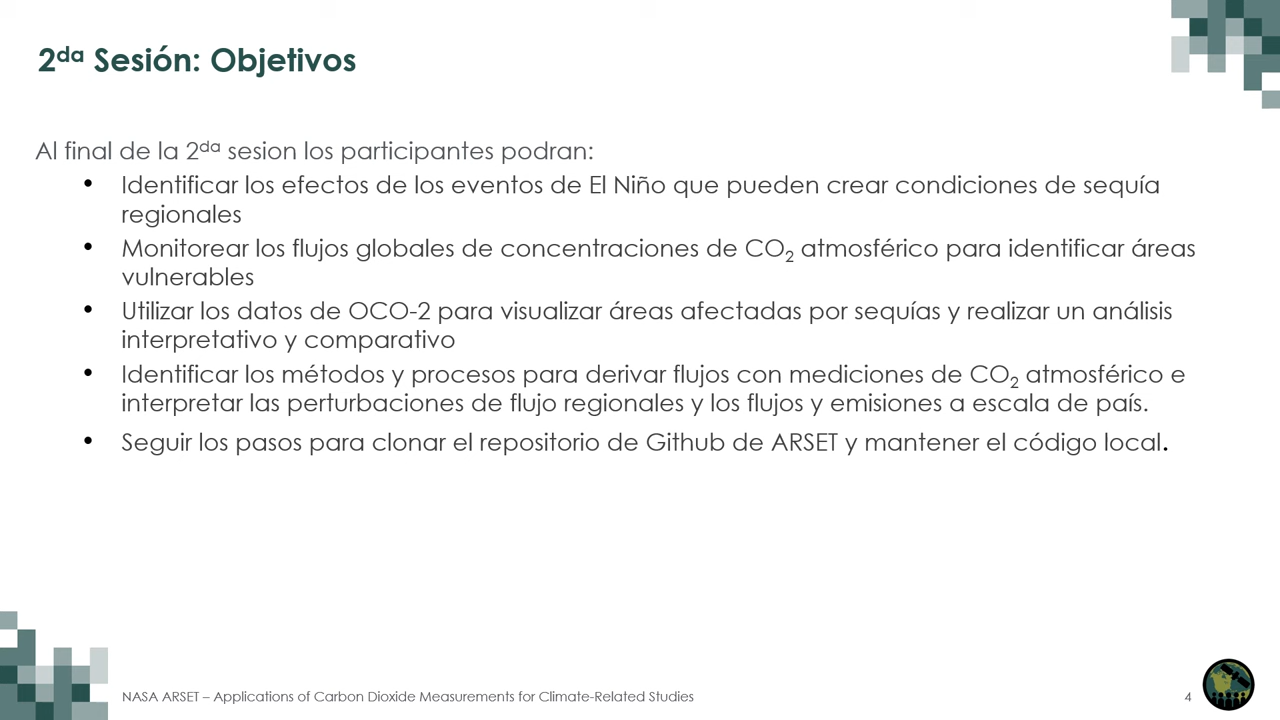 2da Sesión: Objetivos
Al final de la 2da sesion los participantes podran:
• Identificar los efectos de los eventos de El Niño que pueden crear condiciones de sequía
regionales
• Monitorear los flujos globales de concentraciones de CO2 atmosférico para identificar áreas
vulnerables
• Utilizar los datos de OCO-2 para visualizar áreas afectadas por sequías y realizar un análisis
interpretativo y comparativo
• Identificar los métodos y procesos para derivar flujos con mediciones de CO2 atmosférico e
interpretar las perturbaciones de flujo regionales y los flujos y emisiones a escala de país.
• Seguir los pasos para clonar el repositorio de Github de ARSET y mantener el código local.
NASA ARSET – Applications of Carbon Dioxide Measurements for Climate-Related Studies
4